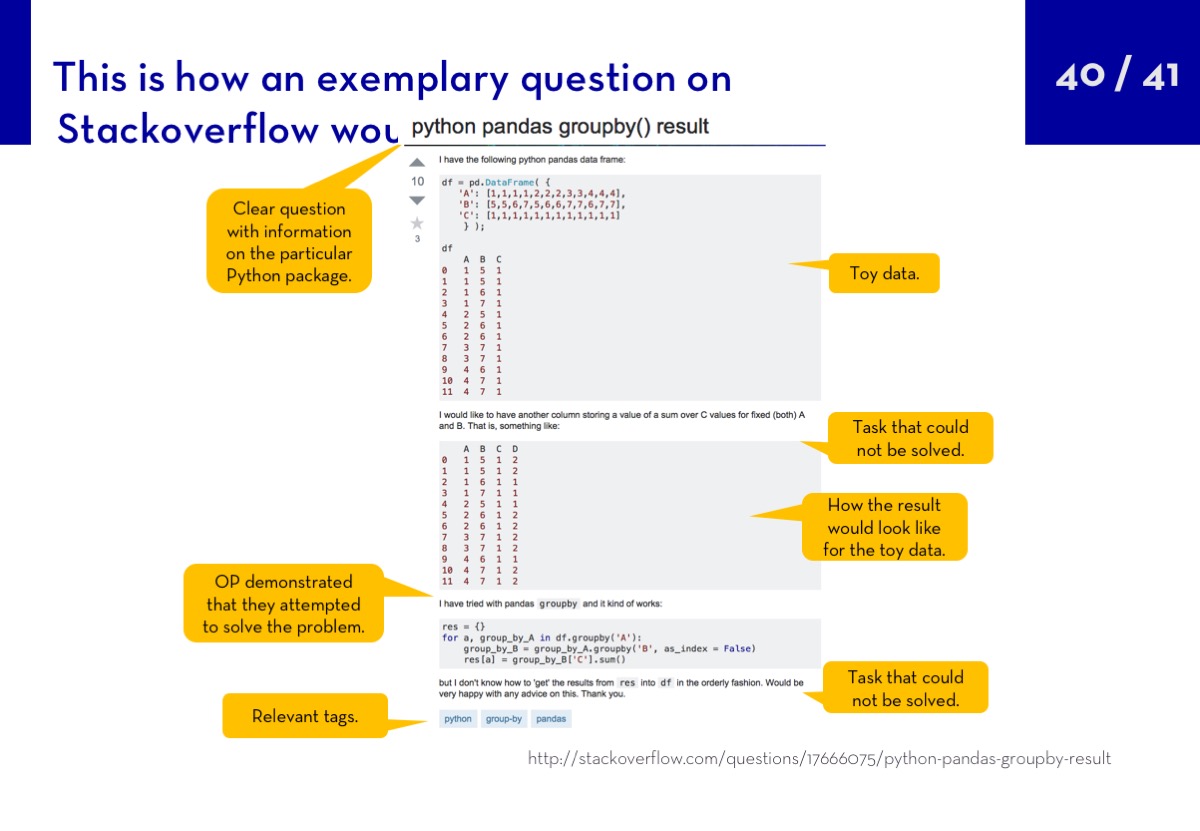 This is how an exemplary question on
40 / 41
Stackoverflow wou
python pandas groupby() result
I have the following python pandas data frame:
10
3
df = pd.DataFrame( {
'A': [1,1,1,1,2,2,2,3,3,4,4,4],
'B': [5,5,6,7,5,6,6,7,7,6,7,7],
'C': [1,1,1,1,1,1,1,1,1,1,1,1]
} );
df
A B C
0 1 5 1
1 1 5 1
2 1 6 1
3 1 7 1
4 2 5 1
5 2 6 1
6 2 6 1
7 3 7 1
8 3 7 1
9 4 6 1
10 4 7 1
11 4 7 1
Clear question
with information
on the particular
Python package.
Toy data.
I would like to have another column storing a value of a sum over C values for fixed (both) A
and B. That is, something like:
Task that could
not be solved.
A B C D
0 1 5 1 2
1 1 5 1 2
2 1 6 1 1
3 1 7 1 1
4 2 5 1 1
5 2 6 1 2
6 2 6 1 2
7 3 7 1 2
8 3 7 1 2
9 4 6 1 1
10 4 7 1 2
11 4 7 1 2
How the result
would look like
for the toy data.
OP demonstrated
that they attempted
to solve the problem.
I have tried with pandas groupby and it kind of works:
res = {}
for a, group_by_A in df.groupby('A'):
group_by_B = group_by_A.groupby('B', as_index = False)
res[a] = group_by_B['C'].sum()
but I don't know how to 'get' the results from res into df in the orderly fashion. Would be
very happy with any advice on this. Thank you.
Task that could
not be solved.
Relevant tags.
python group-by pandas
http://stackoverflow.com/questions/17666075/python-pandas-groupby-result